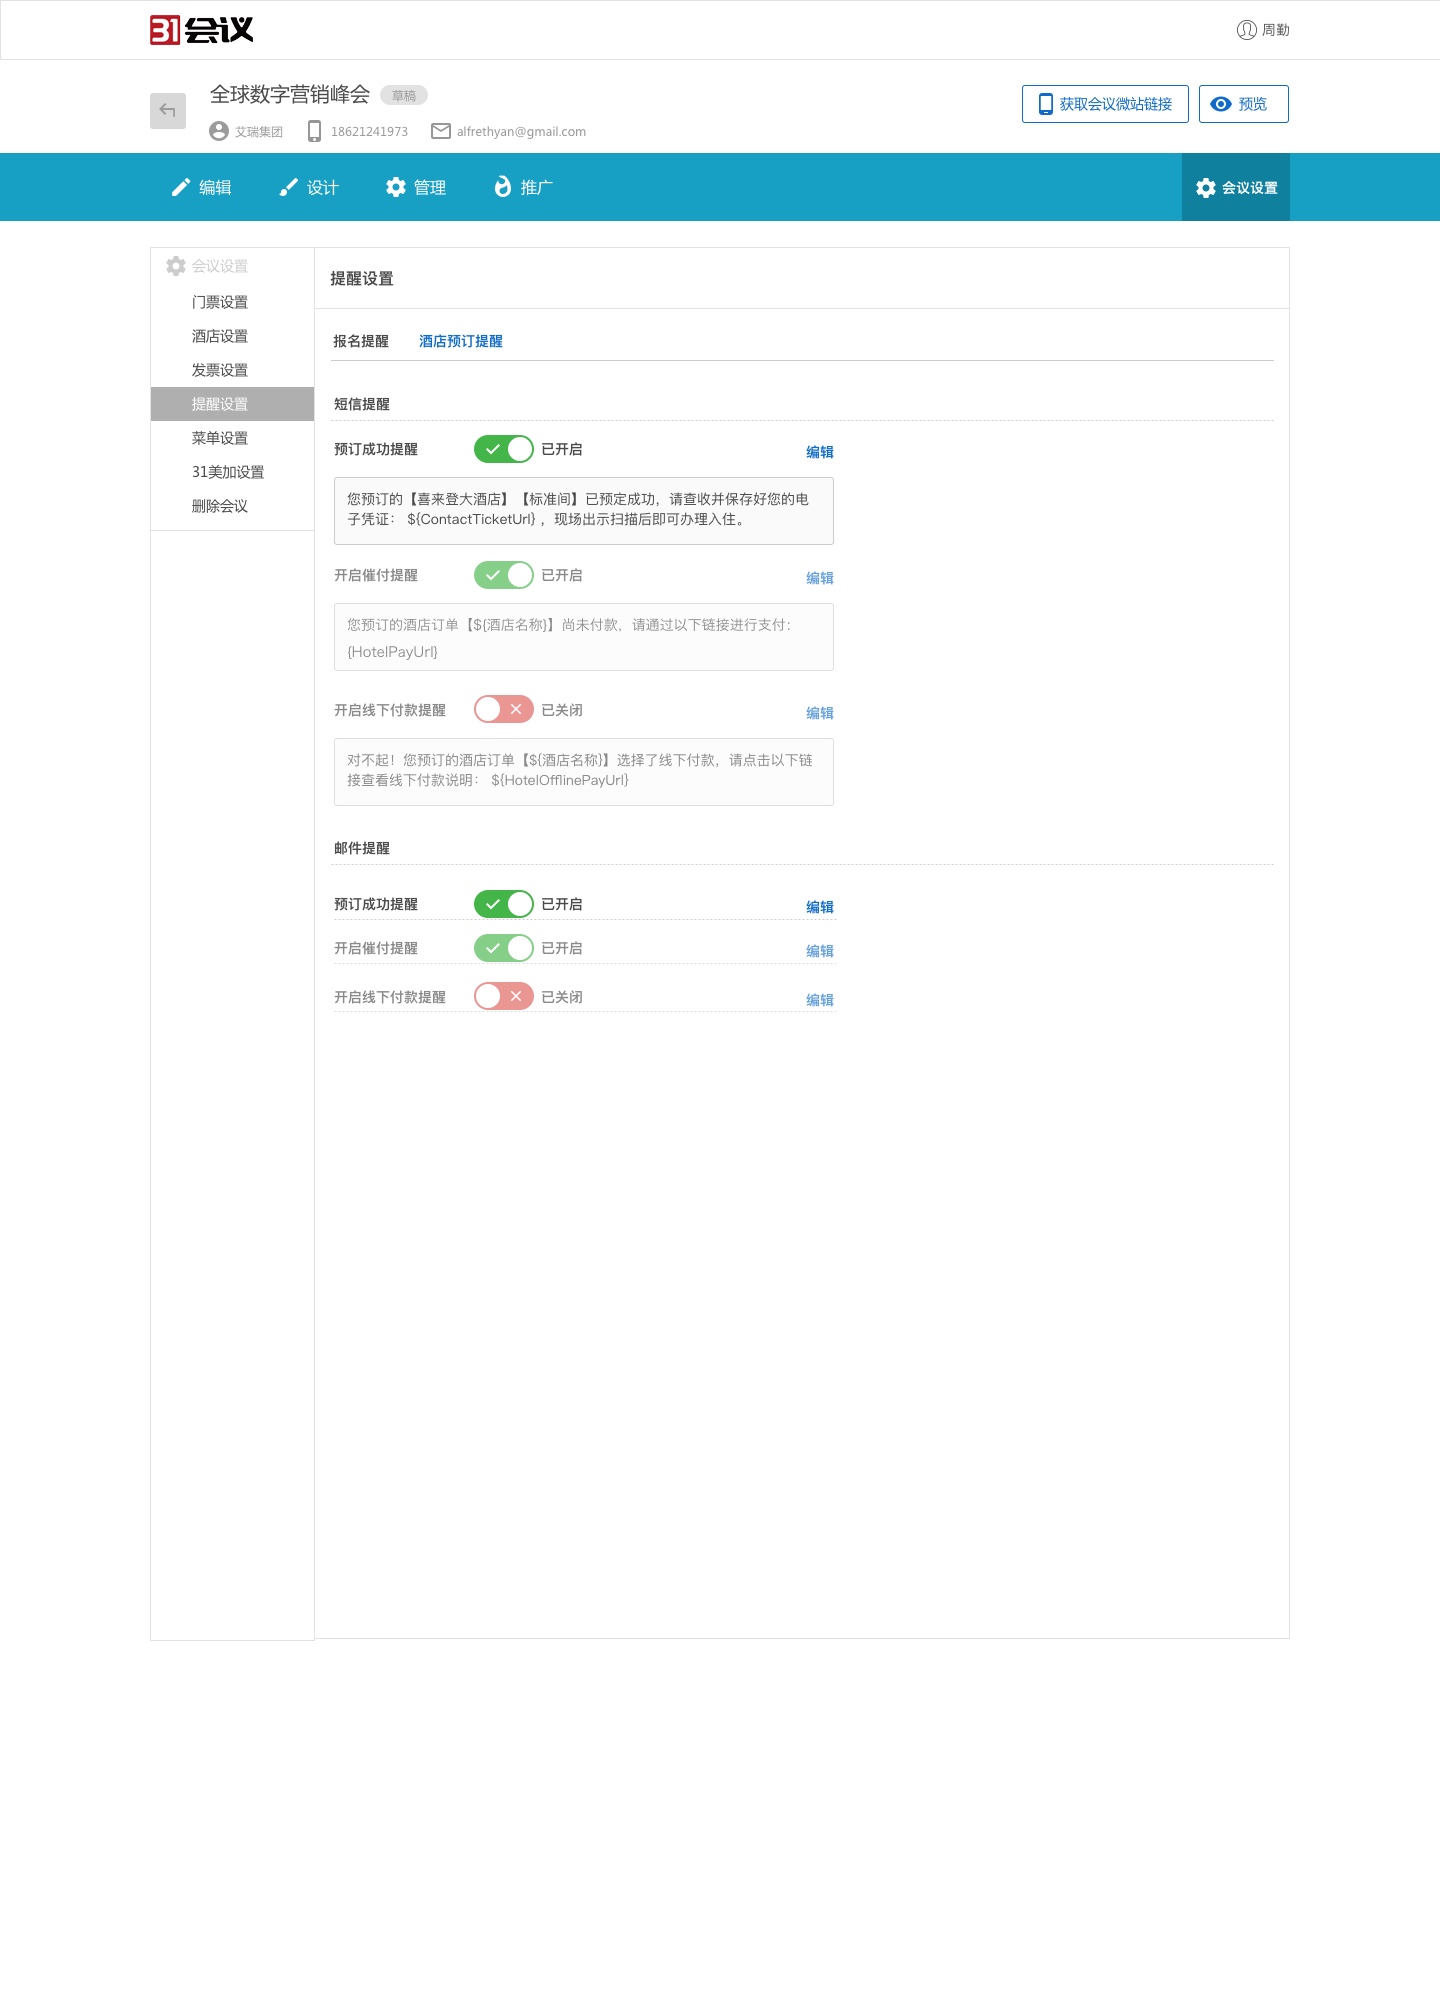 31会议
周勤
全球数字营销峰会 草稿
艾瑞集团 18621241973 alfrethyan@gmail.com
获取会议微站链接 预览
编辑 设计 管理 推广 会议设置
会议设置
门票设置
酒店设置
发票设置
提醒设置
菜单设置
31美加设置
删除会议
提醒设置
报名提醒 酒店预订提醒
短信提醒
预订成功提醒 已开启 编辑
您预订的【喜来登大酒店】【标准间】已预定成功，请查收并保存好您的电
子凭证： ${ContactTicketUrl} ，现场出示扫描后即可办理入住。
开启催付提醒 已开启 编辑
您预订的酒店订单【${酒店名称}】尚未付款，请通过以下链接进行支付：
{HotelPayUrl}
开启线下付款提醒 已关闭 编辑
对不起！您预订的酒店订单【${酒店名称}】选择了线下付款，请点击以下链
接查看线下付款说明： ${HotelOfflinePayUrl}
邮件提醒
预订成功提醒 已开启 编辑
开启催付提醒 已开启 编辑
开启线下付款提醒 已关闭 编辑